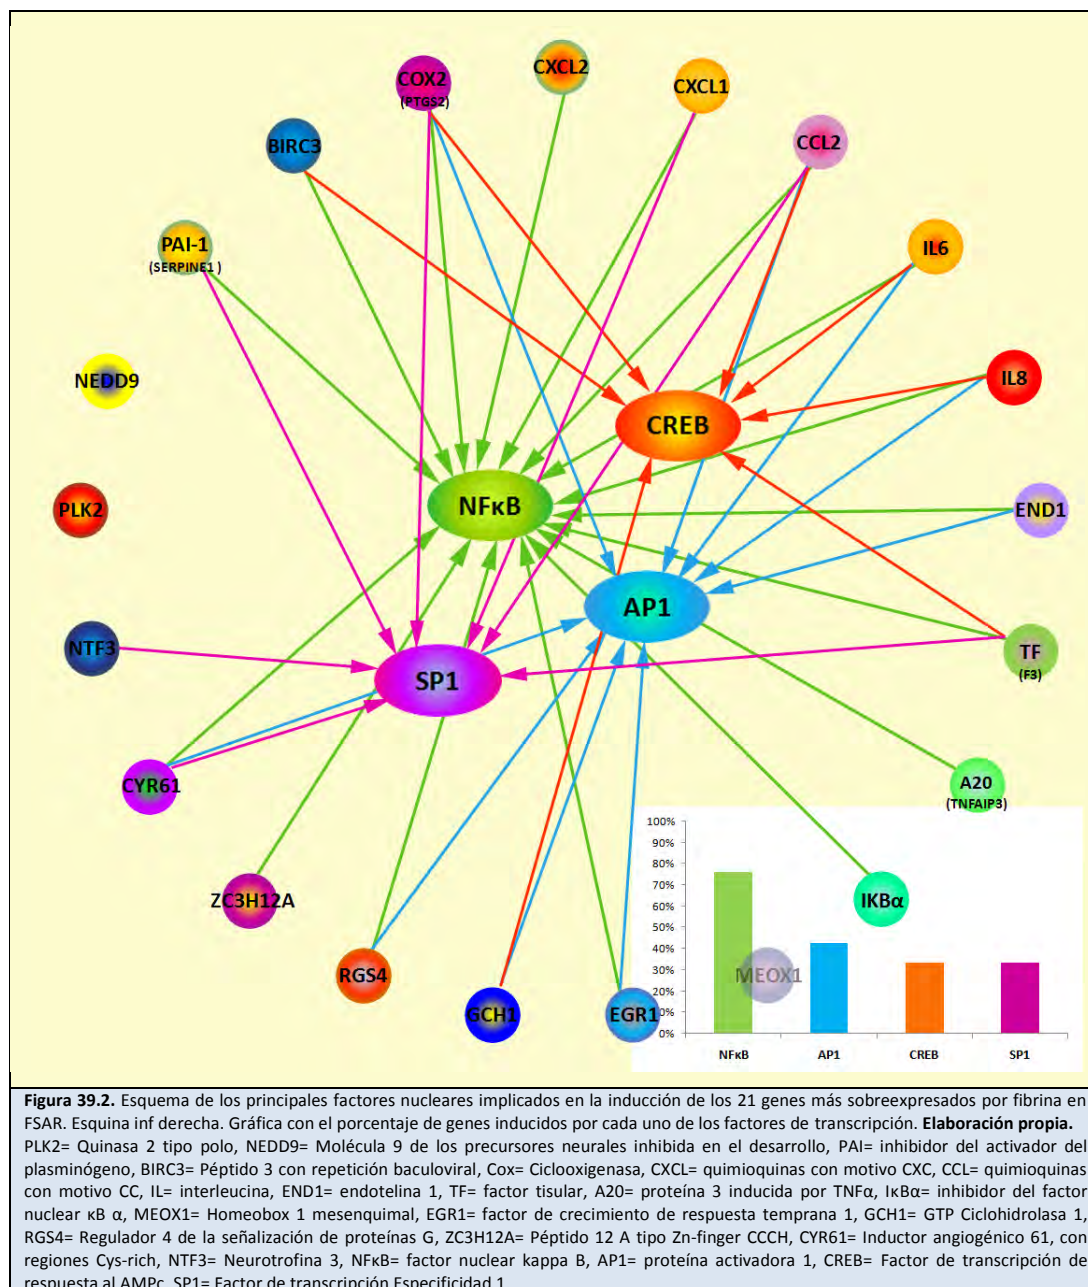 CXCL2
COX2
(PTGS2)
CXCL1
CCL2
BIRC3
PAI-1
(SERPINE1 )
IL6
NEDD9
IL8
CREB
NFκB
PLK2
END1
AP1
NTF3
TF
(F3)
SP1
CYR61
A20
(TNFAIP3)
ZC3H12A
IKBα
RGS4
MEOX1
GCH1
EGR1
100%
90%
80%
70%
60%
50%
40%
30%
20%
10%
0%
NFκB AP1 CREB SP1
Figura 39.2. Esquema de los principales factores nucleares implicados en la inducción de los 21 genes más sobreexpresados por fibrina en
FSAR. Esquina inf derecha. Gráfica con el porcentaje de genes inducidos por cada uno de los factores de transcripción. Elaboración propia.
PLK2= Quinasa 2 tipo polo, NEDD9= Molécula 9 de los precursores neurales inhibida en el desarrollo, PAI= inhibidor del activador del
plasminógeno, BIRC3= Péptido 3 con repetición baculoviral, Cox= Ciclooxigenasa, CXCL= quimioquinas con motivo CXC, CCL= quimioquinas
con motivo CC, IL= interleucina, END1= endotelina 1, TF= factor tisular, A20= proteína 3 inducida por TNFα, IκBα= inhibidor del factor
nuclear κB α, MEOX1= Homeobox 1 mesenquimal, EGR1= factor de crecimiento de respuesta temprana 1, GCH1= GTP Ciclohidrolasa 1,
RGS4= Regulador 4 de la señalización de proteínas G, ZC3H12A= Péptido 12 A tipo Zn-finger CCCH, CYR61= Inductor angiogénico 61, con
regiones Cys-rich, NTF3= Neurotrofina 3, NFκB= factor nuclear kappa B, AP1= proteína activadora 1, CREB= Factor de transcripción de
respuesta al AMPc, SP1= Factor de transcripción Especificidad 1